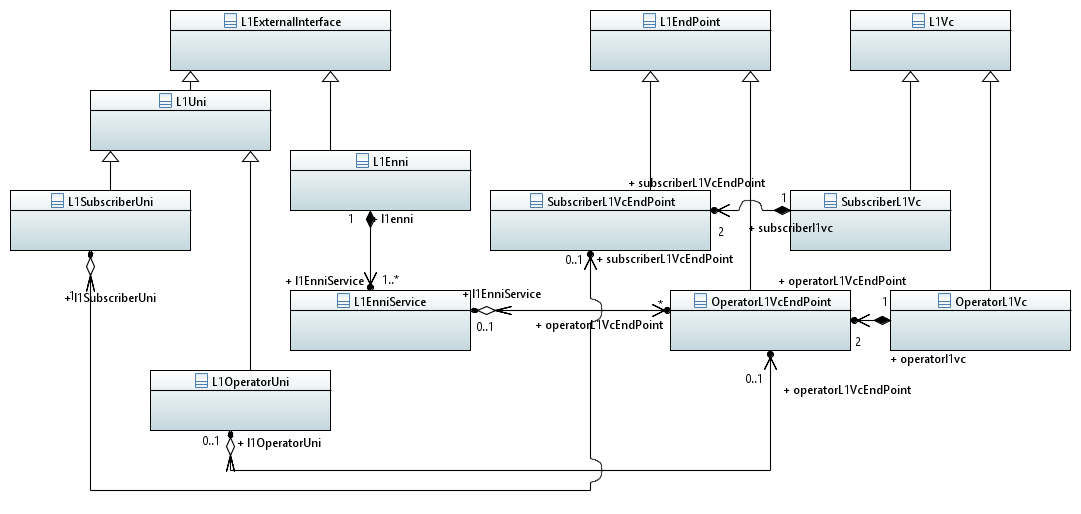 L1ExternalInterface
L1EndPoint
L1Vc
L1Uni
L1Enni
L1SubscriberUni
SubscriberL1VcEndPoint
SubscriberL1Vc
+ subscriberL1VcEndPoint
1
2
+ subscriberl1vc
1
+ l1enni
0..1
+ subscriberL1VcEndPoint
+ l1EnniService
1..*
+ operatorL1VcEndPoint
1
+l1SubscriberUni
L1EnniService
+ l1EnniService
0..1
*
+ operatorL1VcEndPoint
OperatorL1VcEndPoint
1
OperatorL1Vc
2
+ operatorl1vc
L1OperatorUni
0..1
+ operatorL1VcEndPoint
0..1
+ l1OperatorUni